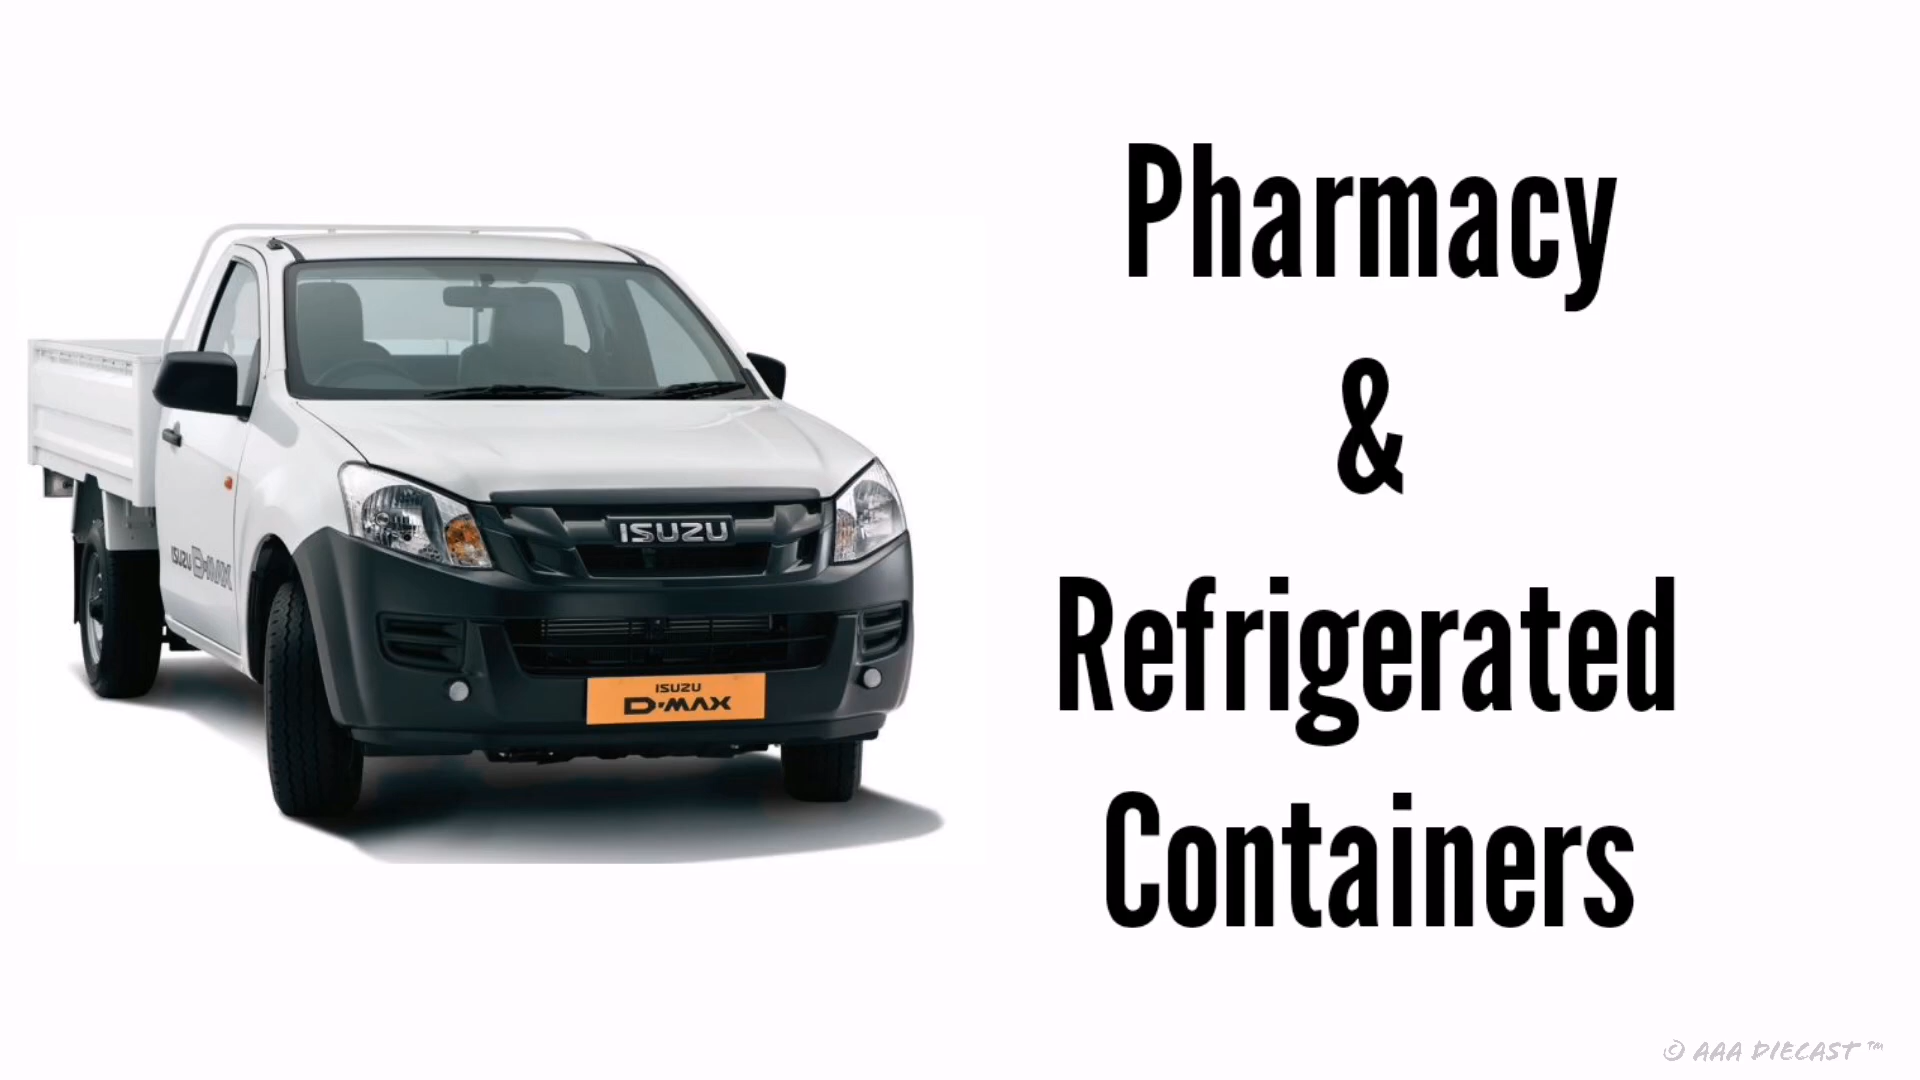 Pharmacy
&
Refrigerated
Containers
ISUZU
ISUZU D-MAX
ISUZU
D-MAX
© AAA DIECAST ™